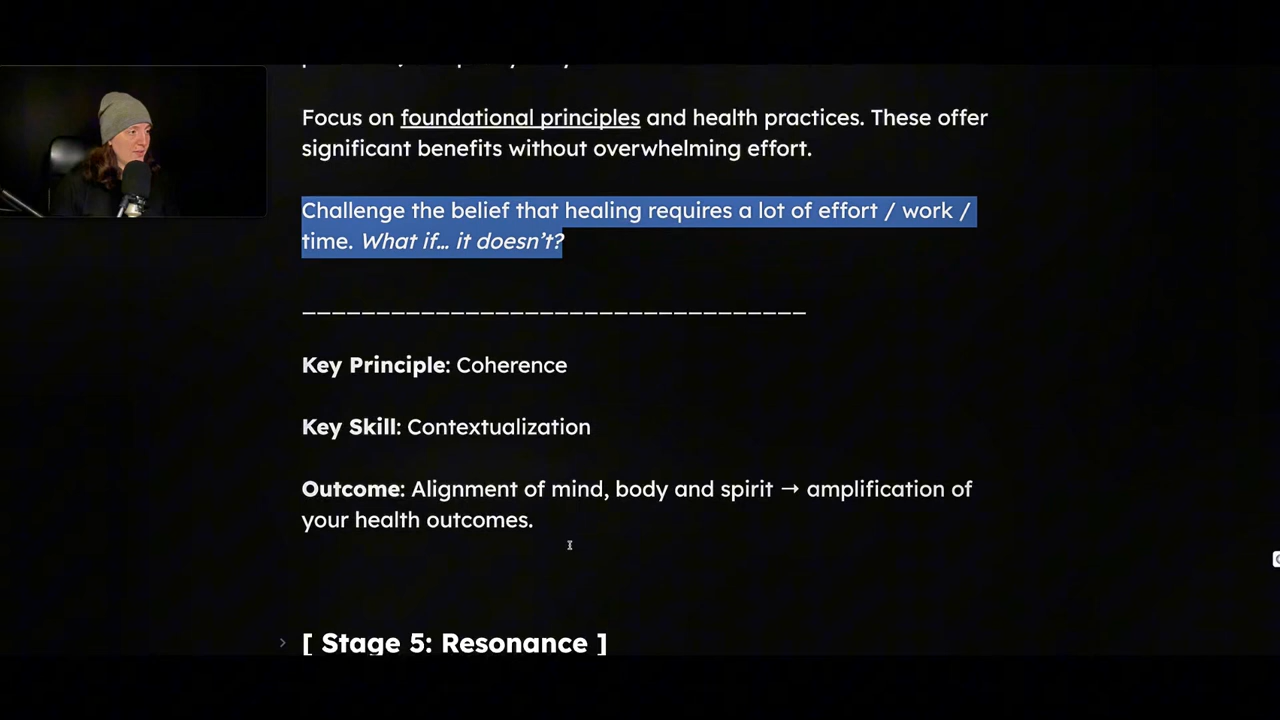 Focus on foundational principles and health practices. These offer
significant benefits without overwhelming effort.
Challenge the belief that healing requires a lot of effort / work /
time. What if... it doesn't?
__________________________________
Key Principle: Coherence
Key Skill: Contextualization
Outcome: Alignment of mind, body and spirit → amplification of
your health outcomes.
[ Stage 5: Resonance ]